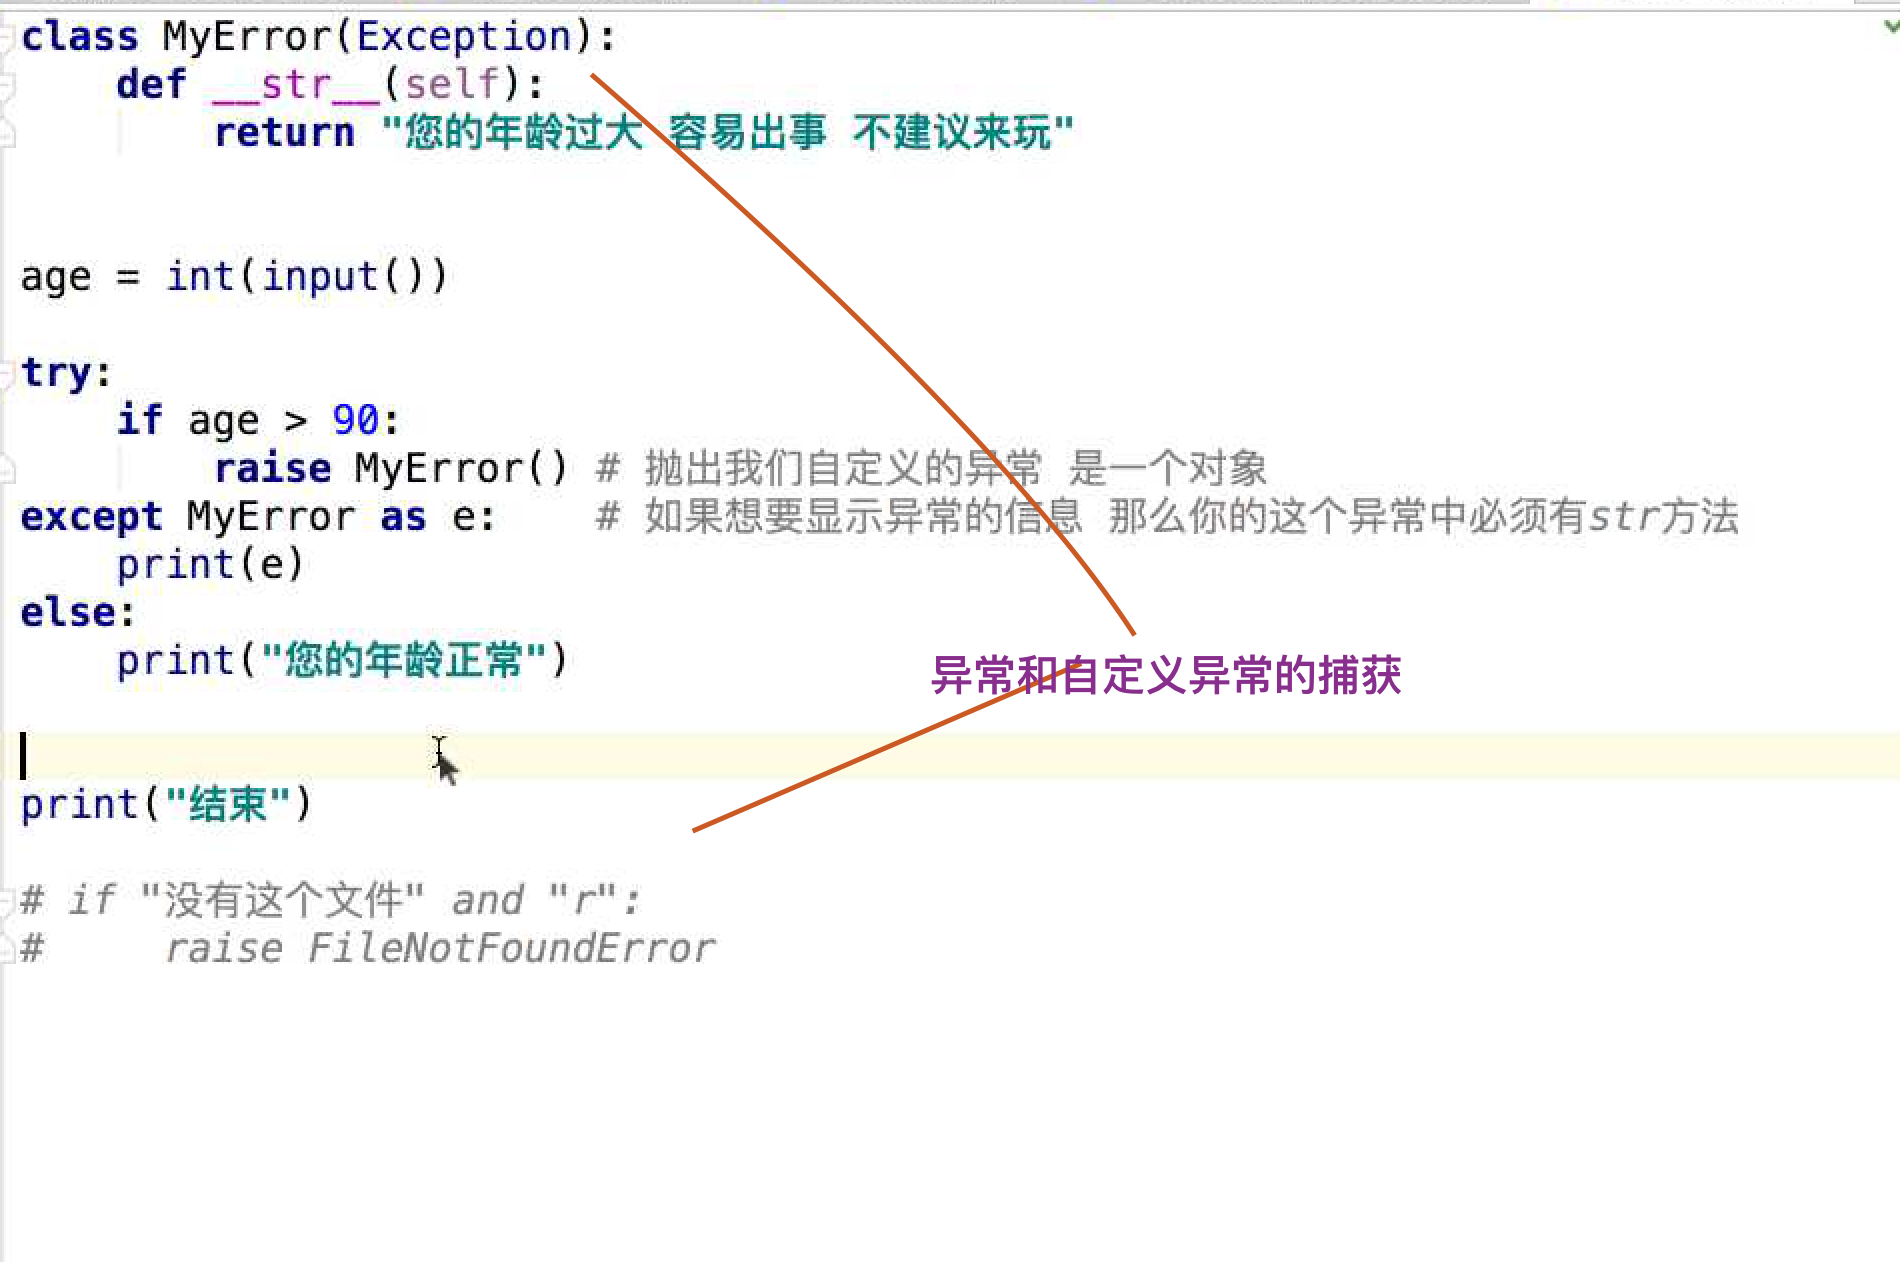 class MyError(Exception):
    def __str__(self):
        return "您的年龄过大 容易出事 不建议来玩"
age = int(input())
try:
    if age > 90:
        raise MyError() # 抛出我们自定义的异常 是一个对象
except MyError as e:    # 如果想要显示异常的信息 那么你的这个异常中必须有str方法
    print(e)
else:
    print("您的年龄正常")
异常和自定义异常的捕获
print("结束")
# if "没有这个文件" and "r":
#     raise FileNotFoundError